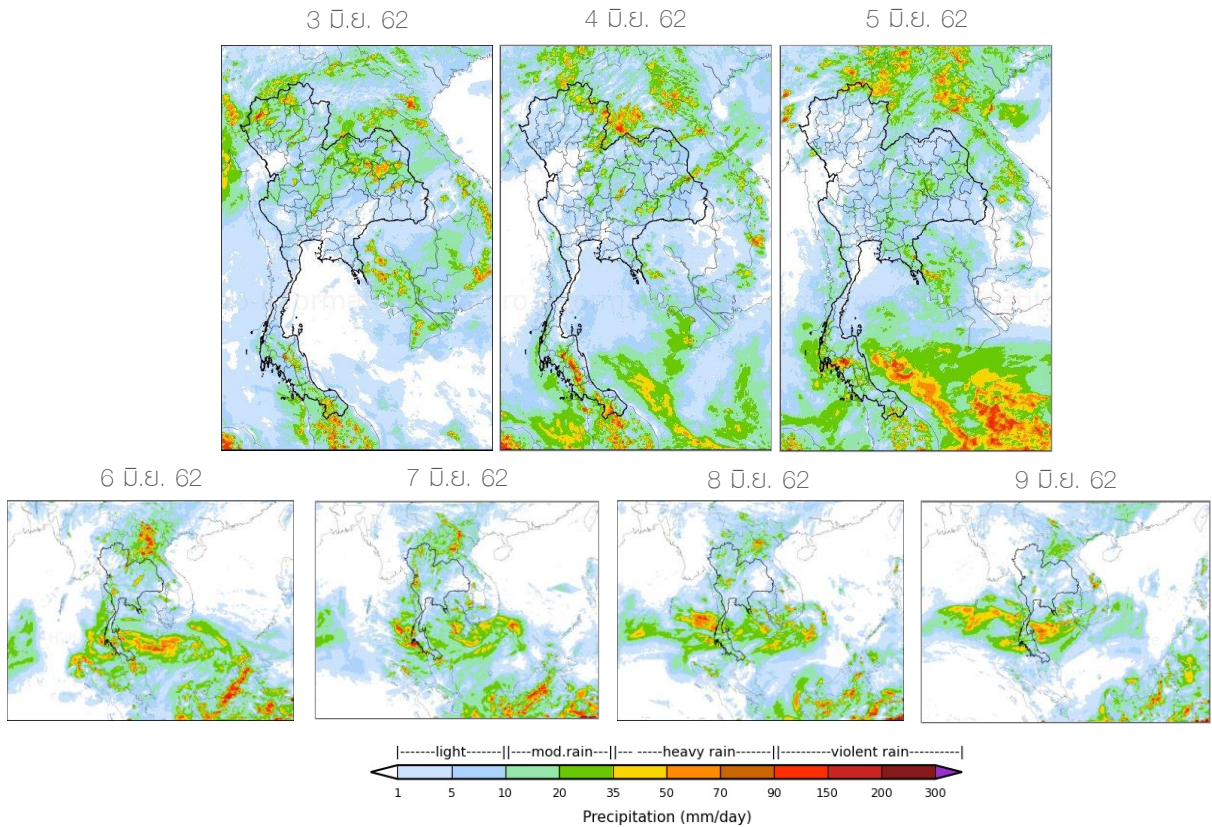 3 มิ.ย. 62
4 มิ.ย. 62
5 มิ.ย. 62
6 มิ.ย. 62
7 มิ.ย. 62
8 มิ.ย. 62
9 มิ.ย. 62
|-------light-------||----mod.rain---||--- -----heavy rain-------||----------violent rain----------|
1 5 10 20 35 50 70 90 150 200 300
Precipitation (mm/day)